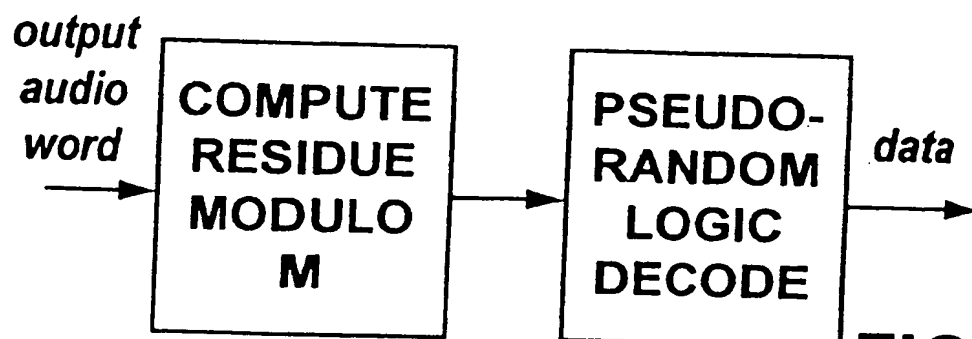 output
audio
word
COMPUTE
RESIDUE
MODULO
M
PSEUDO-
RANDOM
LOGIC
DECODE
data